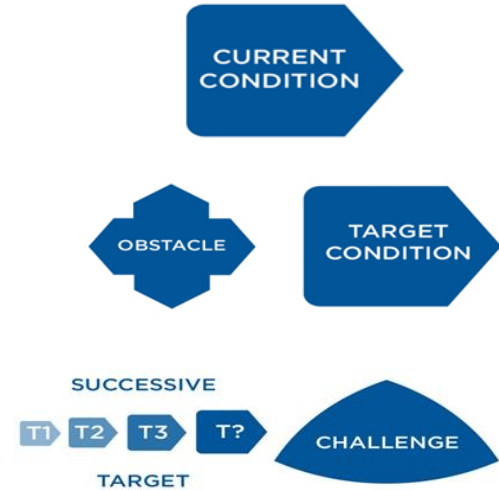 CURRENT
CONDITION
OBSTACLE
TARGET
CONDITION
SUCCESSIVE
T1 T2 T3 T?
TARGET
CHALLENGE